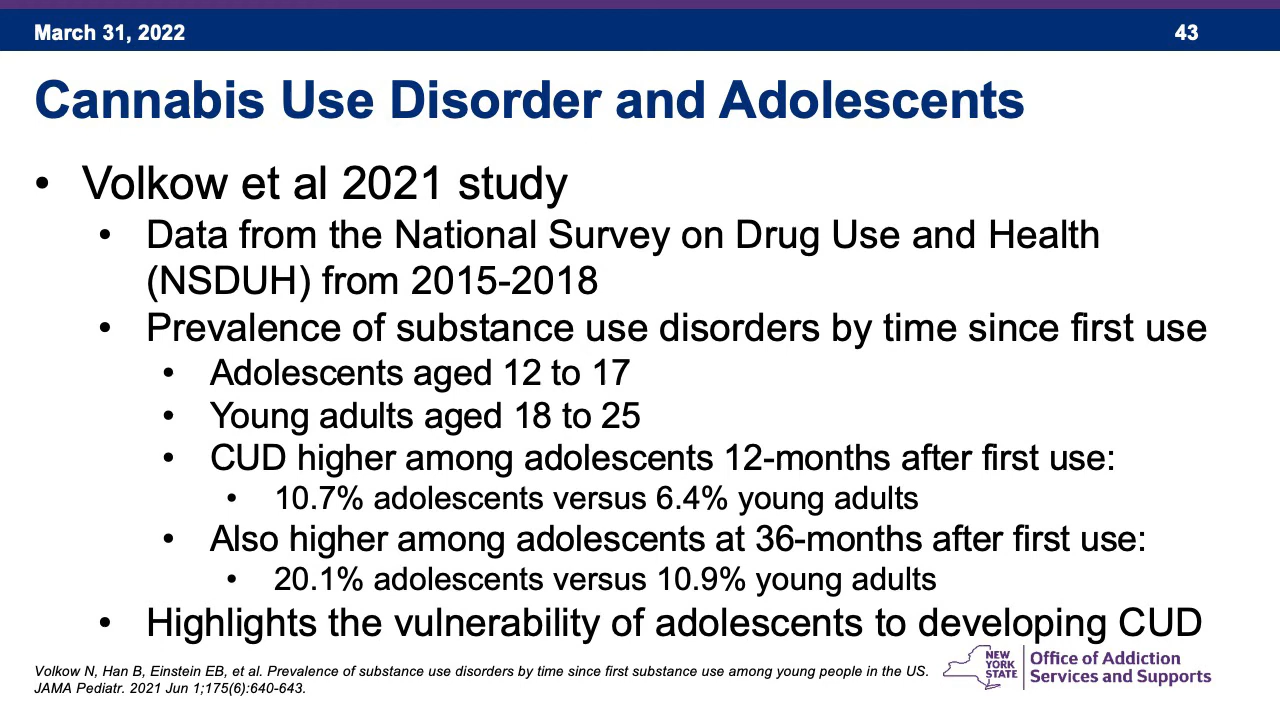 March 31, 2022
43
Cannabis Use Disorder and Adolescents
• Volkow et al 2021 study
• Data from the National Survey on Drug Use and Health
(NSDUH) from 2015-2018
• Prevalence of substance use disorders by time since first use
• Adolescents aged 12 to 17
• Young adults aged 18 to 25
• CUD higher among adolescents 12-months after first use:
• 10.7% adolescents versus 6.4% young adults
• Also higher among adolescents at 36-months after first use:
• 20.1% adolescents versus 10.9% young adults
• Highlights the vulnerability of adolescents to developing CUD
Volkow N, Han B, Einstein EB, et al. Prevalence of substance use disorders by time since first substance use among young people in the US.
JAMA Pediatr. 2021 Jun 1;175(6):640-643.
NEW
YORK
STATE
Office of Addiction
Services and Supports